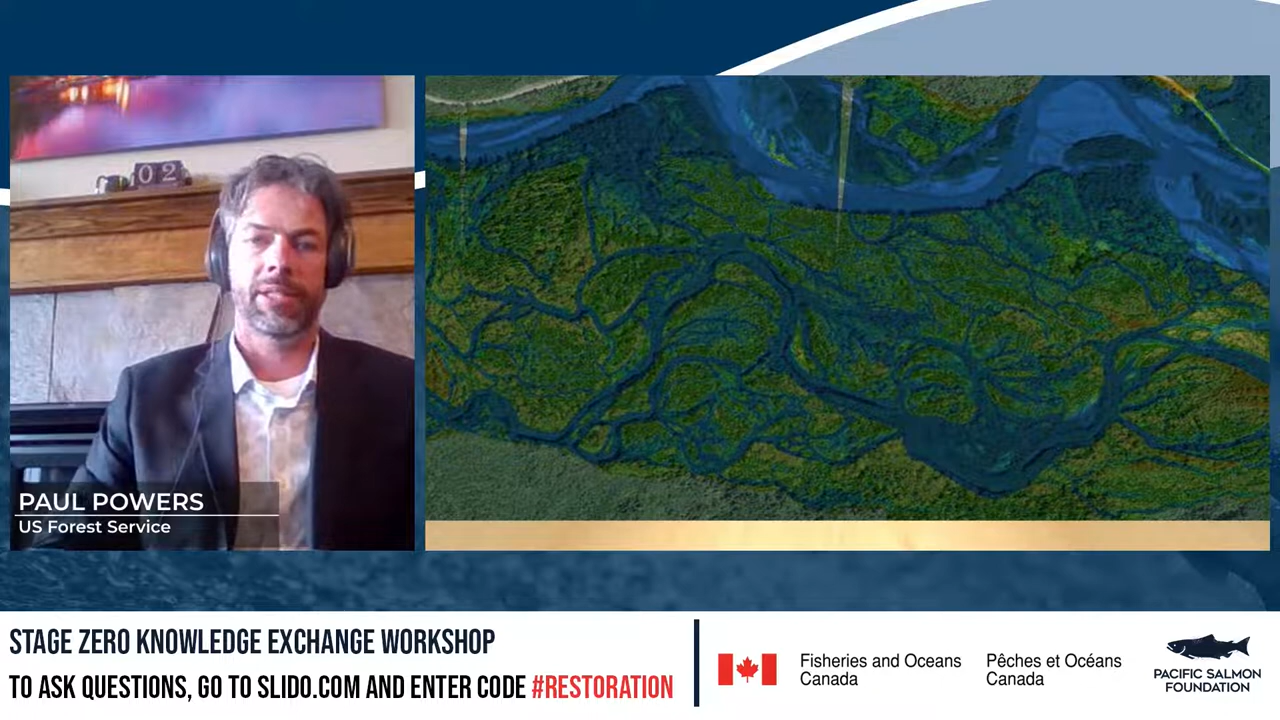 02
PAUL POWERS
US Forest Service
STAGE ZERO KNOWLEDGE EXCHANGE WORKSHOP
TO ASK QUESTIONS, GO TO SLIDO.COM AND ENTER CODE #RESTORATION
Fisheries and Oceans
Canada
Pêches et Océans
Canada
PACIFIC SALMON
FOUNDATION